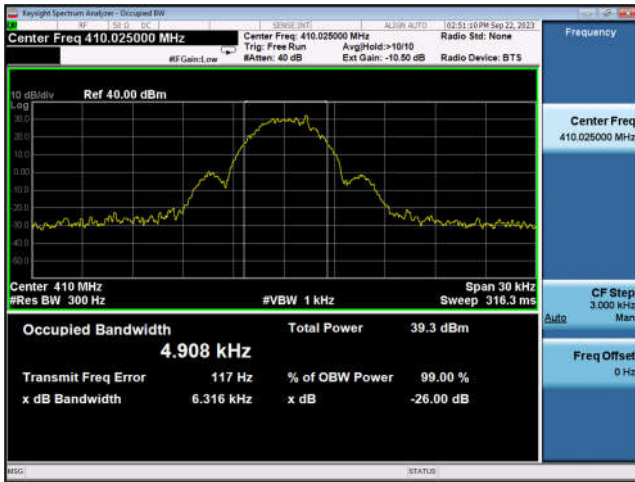 Keysight Spectrum Analyzer - Occupied BW
RF 50 Ω DC SENSE:INT ALIGN AUTO 02:51:10 PM Sep 22, 2023
Center Freq 410.025000 MHz
Center Freq: 410.025000 MHz Radio Std: None
Trig: Free Run Avg|Hold:>10/10
#IFGain:Low #Atten: 40 dB Ext Gain: -10.50 dB Radio Device: BTS
10 dB/div Ref 40.00 dBm
Log
30.0
20.0
10.0
0.00
10.0
20.0
30.0
40.0
50.0
Center 410 MHz Span 30 kHz
#Res BW 300 Hz #VBW 1 kHz Sweep 316.3 ms
Occupied Bandwidth Total Power 39.3 dBm
4.908 kHz
Transmit Freq Error 117 Hz % of OBW Power 99.00 %
x dB Bandwidth 6.316 kHz x dB -26.00 dB
MSG STATUS
Frequency
Center Freq
410.025000 MHz
CF Step
3.000 kHz
Auto Man
Freq Offset
0 Hz